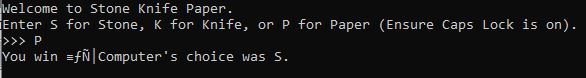 Welcome to Stone Knife Paper.
Enter S for Stone, K for Knife, or P for Paper (Ensure Caps Lock is on).
>>> P
You win ≡ƒÑ│Computer's choice was S.